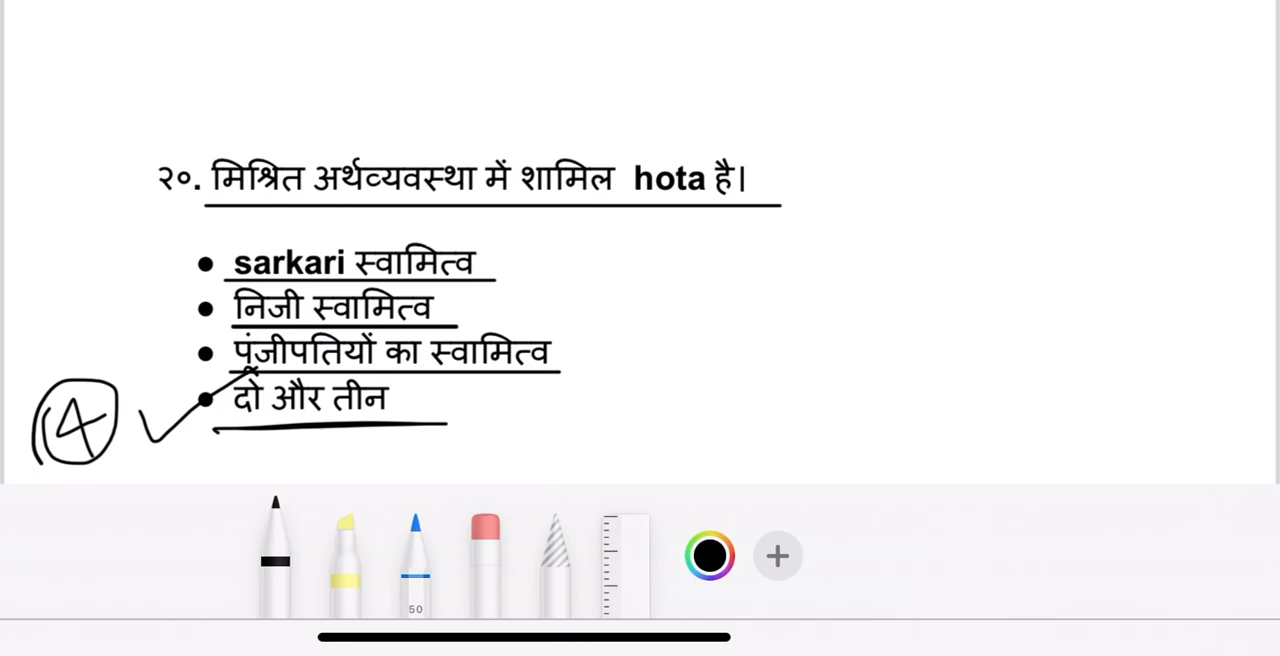 २०. मिश्रित अर्थव्यवस्था में शामिल hota है।
● sarkari स्वामित्व
● निजी स्वामित्व
● पूंजीपतियों का स्वामित्व
● दो और तीन
4
50